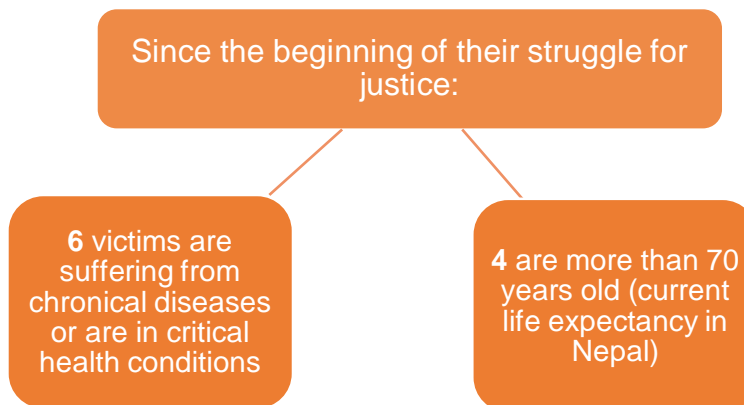 Since the beginning of their struggle for
justice:
6 victims are
suffering from
chronical diseases
or are in critical
health conditions
4 are more than 70
years old (current
life expectancy in
Nepal)